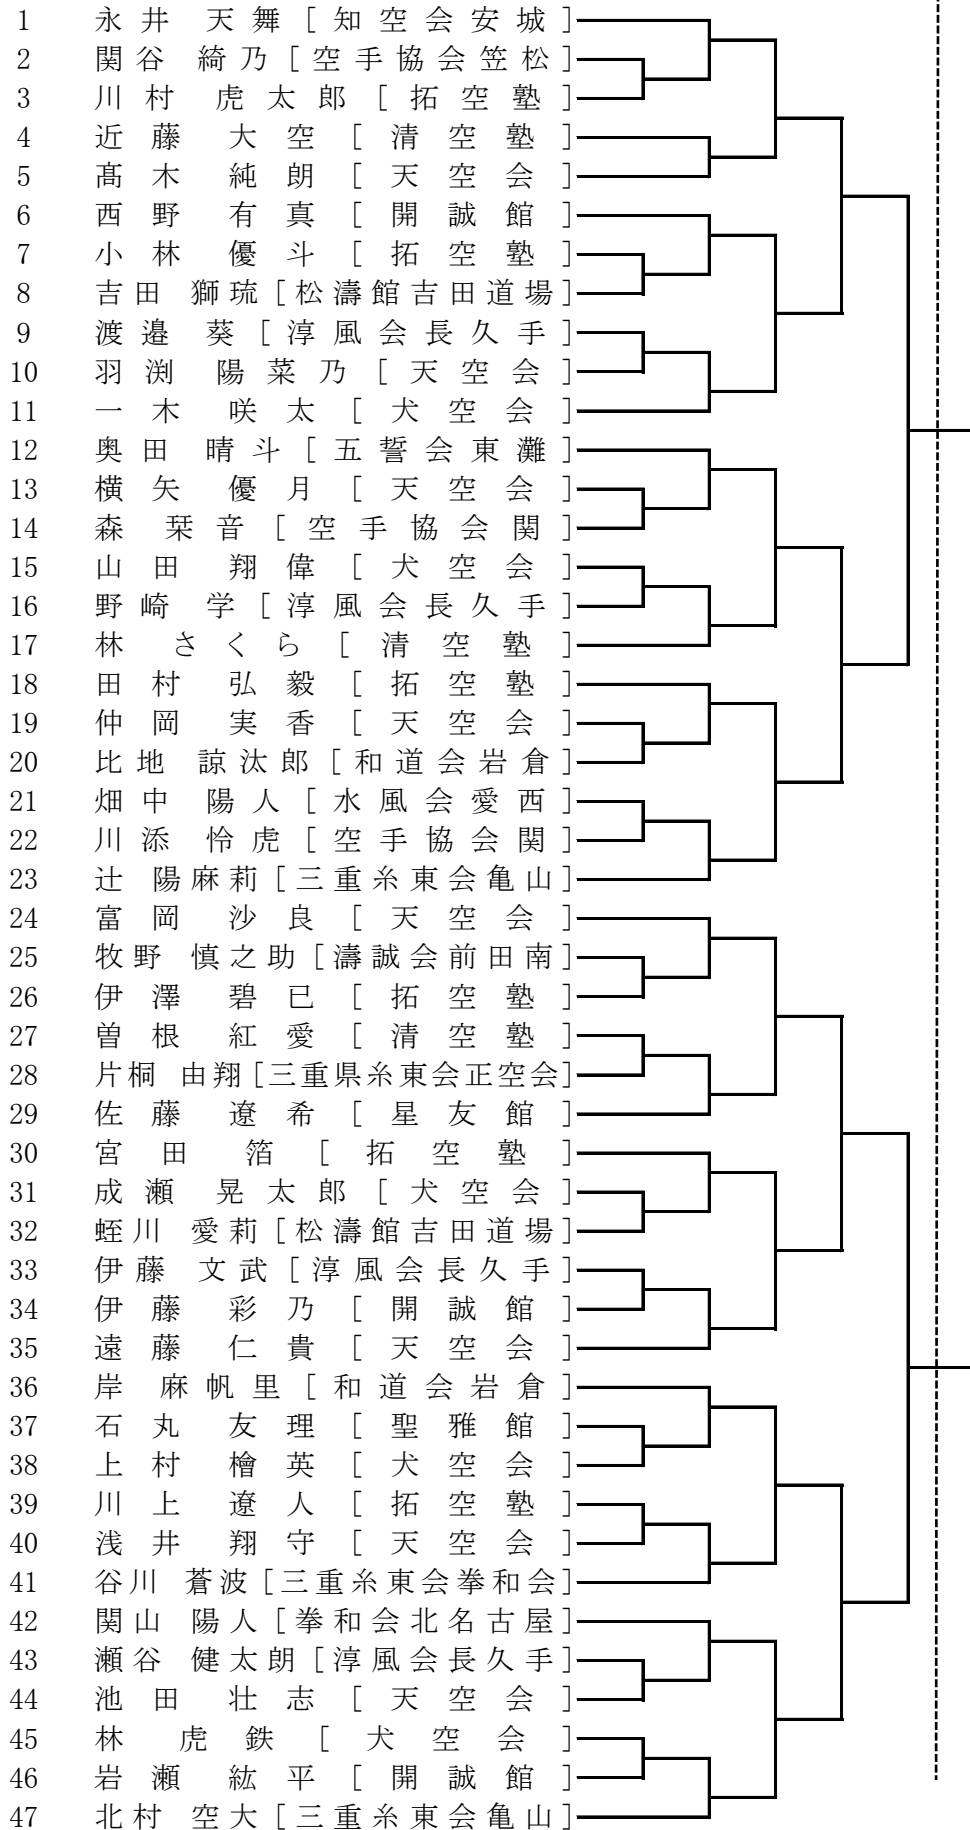 1 永井 天舞 [知空会安城]
2 関谷 綺乃 [空手協会笠松]
3 川村 虎太郎 [拓空塾]
4 近藤 大空 [清空塾]
5 髙木 純朗 [天空会]
6 西野 有真 [開誠館]
7 小林 優斗 [拓空塾]
8 吉田 獅琉 [松濤館吉田道場]
9 渡邉 葵 [淳風会長久手]
10 羽渕 陽菜乃 [天空会]
11 一木 咲太 [犬空会]
12 奥田 晴斗 [五誓会東灘]
13 横矢 優月 [天空会]
14 森 栞音 [空手協会関]
15 山田 翔偉 [犬空会]
16 野崎 学 [淳風会長久手]
17 林 さくら [清空塾]
18 田村 弘毅 [拓空塾]
19 仲岡 実香 [天空会]
20 比地 諒汰郎 [和道会岩倉]
21 畑中 陽人 [水風会愛西]
22 川添 怜虎 [空手協会関]
23 辻 陽麻莉 [三重糸東会亀山]
24 富岡 沙良 [天空会]
25 牧野 慎之助 [濤誠会前田南]
26 伊澤 碧已 [拓空塾]
27 曽根 紅愛 [清空塾]
28 片桐 由翔 [三重県糸東会正空会]
29 佐藤 遼希 [星友館]
30 宮田 箔 [拓空塾]
31 成瀬 晃太郎 [犬空会]
32 蛭川 愛莉 [松濤館吉田道場]
33 伊藤 文武 [淳風会長久手]
34 伊藤 彩乃 [開誠館]
35 遠藤 仁貴 [天空会]
36 岸 麻帆里 [和道会岩倉]
37 石丸 友理 [聖雅館]
38 上村 檜英 [犬空会]
39 川上 遼人 [拓空塾]
40 浅井 翔守 [天空会]
41 谷川 蒼波 [三重糸東会拳和会]
42 関山 陽人 [拳和会北名古屋]
43 瀬谷 健太朗 [淳風会長久手]
44 池田 壮志 [天空会]
45 林 虎鉄 [犬空会]
46 岩瀬 紘平 [開誠館]
47 北村 空大 [三重糸東会亀山]